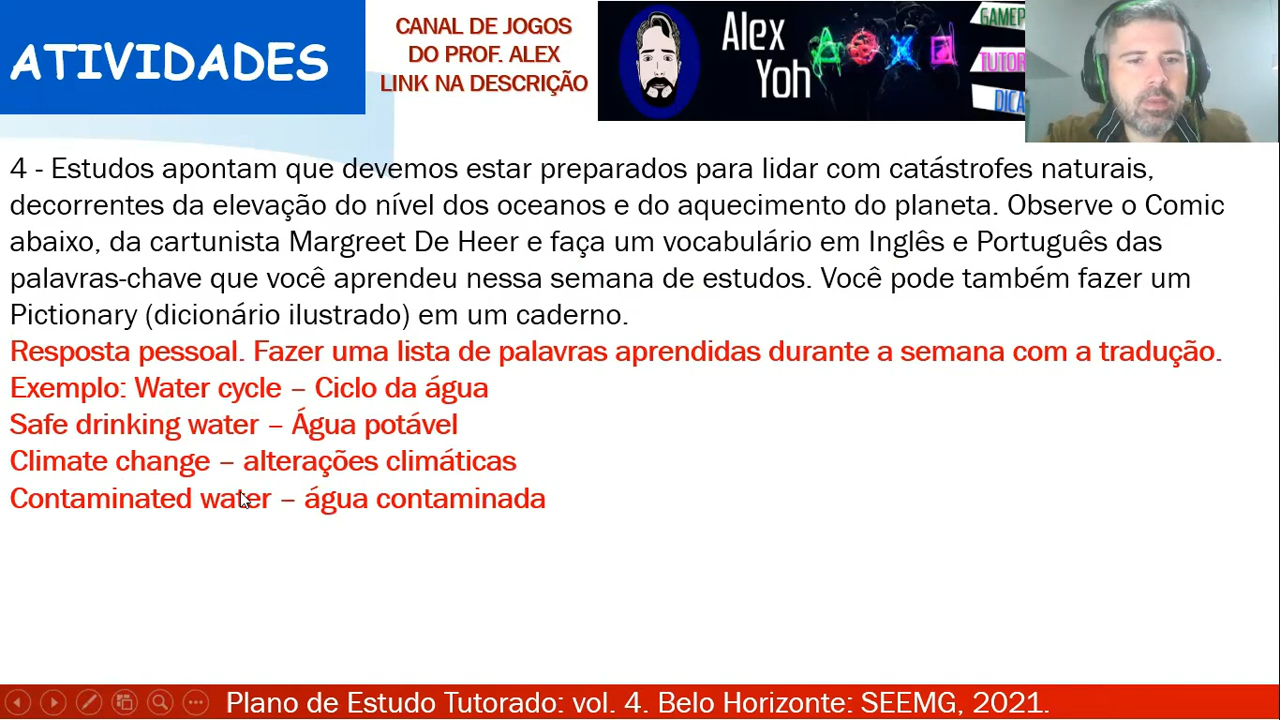 ATIVIDADES
CANAL DE JOGOS
DO PROF. ALEX
LINK NA DESCRIÇÃO
Alex
Yoh
4 - Estudos apontam que devemos estar preparados para lidar com catástrofes naturais,
decorrentes da elevação do nível dos oceanos e do aquecimento do planeta. Observe o Comic
abaixo, da cartunista Margreet De Heer e faça um vocabulário em Inglês e Português das
palavras-chave que você aprendeu nessa semana de estudos. Você pode também fazer um
Pictionary (dicionário ilustrado) em um caderno.
Resposta pessoal. Fazer uma lista de palavras aprendidas durante a semana com a tradução.
Exemplo: Water cycle – Ciclo da água
Safe drinking water – Água potável
Climate change – alterações climáticas
Contaminated water – água contaminada
Plano de Estudo Tutorado: vol. 4. Belo Horizonte: SEEMG, 2021.